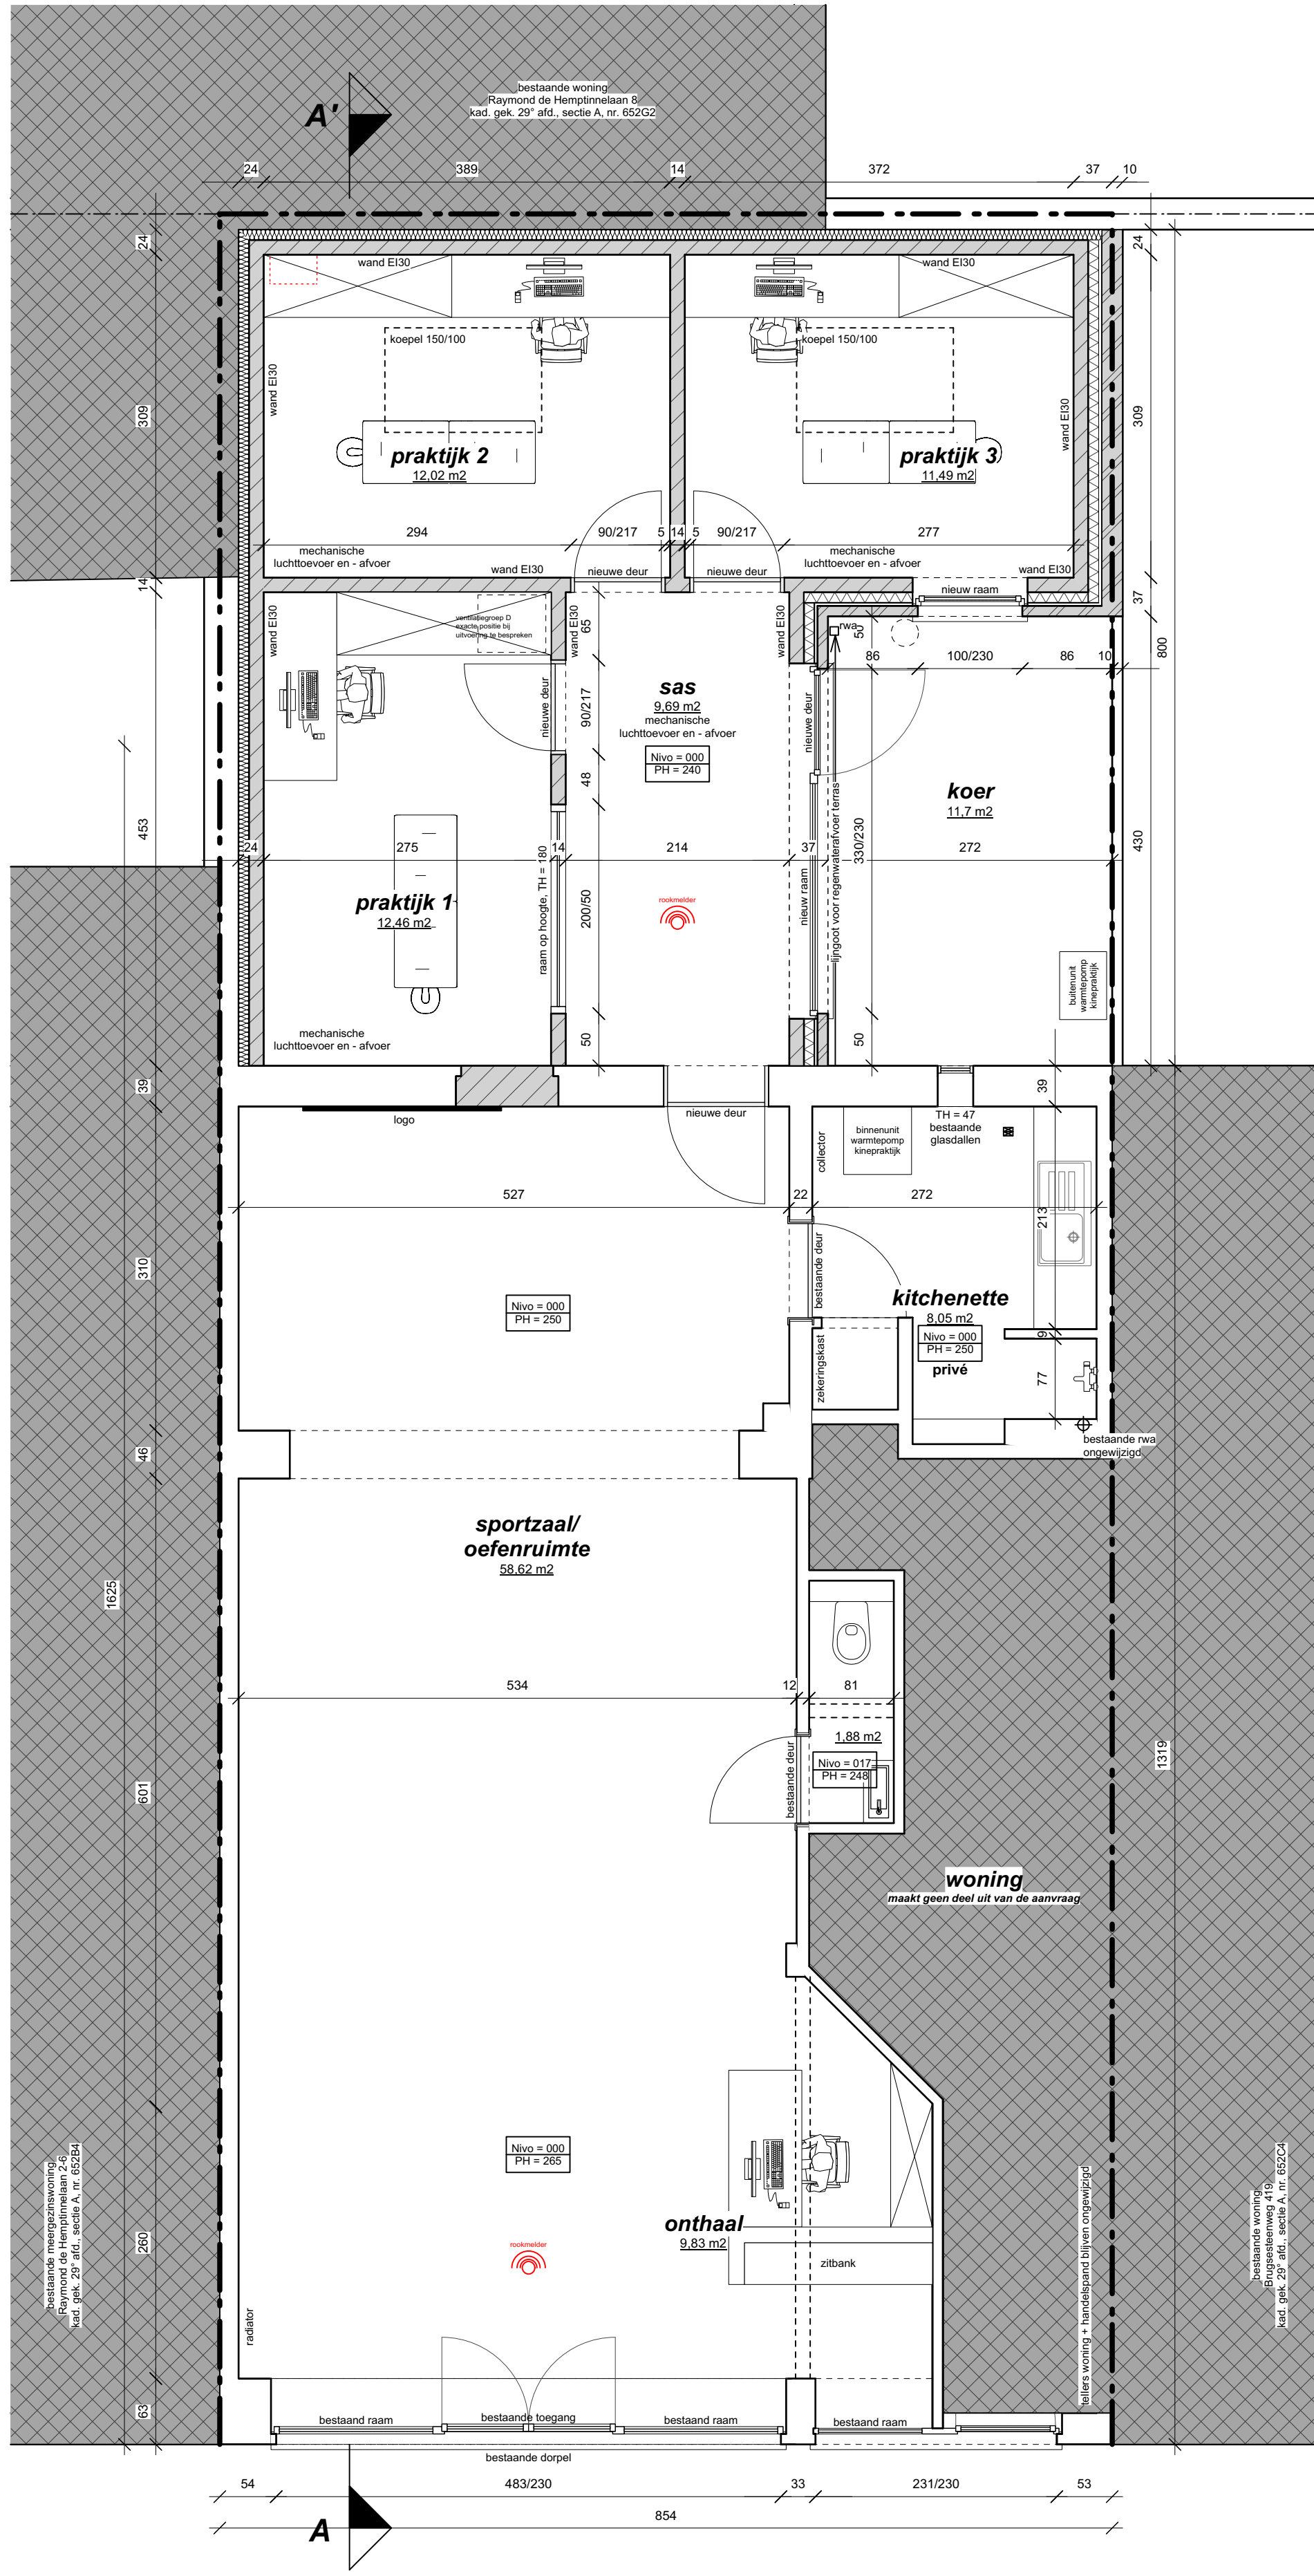 bestaande woning
Raymond de Hemptinnelaan 8
kad. gek. 29° afd., sectie A, nr. 652G2
A'
24
389
14
372
37
10
24
24
wand EI30
wand EI30
koepel 150/100
koepel 150/100
wand EI30
wand EI30
309
309
praktijk 2
12,02 m2
praktijk 3
11,49 m2
294
90/217
5
14
5
90/217
277
mechanische
luchttoevoer en - afvoer
mechanische
luchttoevoer en - afvoer
wand EI30
nieuwe deur
nieuwe deur
wand EI30
14
nieuw raam
37
wand EI30
ventilatiegroep D
exacte positie bij
uitvoering te bespreken
wand EI30
65
wand EI30
rwa
50
86
100/230
86
10
800
sas
9,69 m2
mechanische
luchttoevoer en - afvoer
Nivo = 000
PH = 240
nieuwe deur
90/217
nieuwe deur
48
koer
11,7 m2
lijngoot voor regenwaterafvoer terras
330/230
453
430
24
275
14
214
37
272
praktijk 1
12,46 m2
raam op hoogte, TH = 180
200/50
rookmelder
nieuw raam
buitenunit
warmtepomp
kinepraktijk
mechanische
luchttoevoer en - afvoer
50
50
39
39
logo
nieuwe deur
collector
binnenunit
warmtepomp
kinepraktijk
TH = 47
bestaande
glasdallen
527
22
272
213
310
bestaande deur
kitchenette
8,05 m2
Nivo = 000
PH = 250
privé
Nivo = 000
PH = 250
zekeringskast
9
77
bestaande rwa
ongewijzigd
46
sportzaal/
oefenruimte
58,62 m2
1625
534
12
81
1,88 m2
Nivo = 017
PH = 248
bestaande deur
601
1319
woning
maakt geen deel uit van de aanvraag
Nivo = 000
PH = 265
onthaal
9,83 m2
rookmelder
zitbank
260
radiator
bestaande meergezinswoning
Raymond de Hemptinnelaan 2-6
kad. gek. 29° afd., sectie A, nr. 652B4
tellers woning + handelspand blijven ongewijzigd
bestaande woning
Brugsesteenweg 419
kad. gek. 29° afd., sectie A, nr. 652C4
63
bestaand raam
bestaande toegang
bestaand raam
bestaand raam
bestaande dorpel
54
483/230
33
231/230
53
854
A